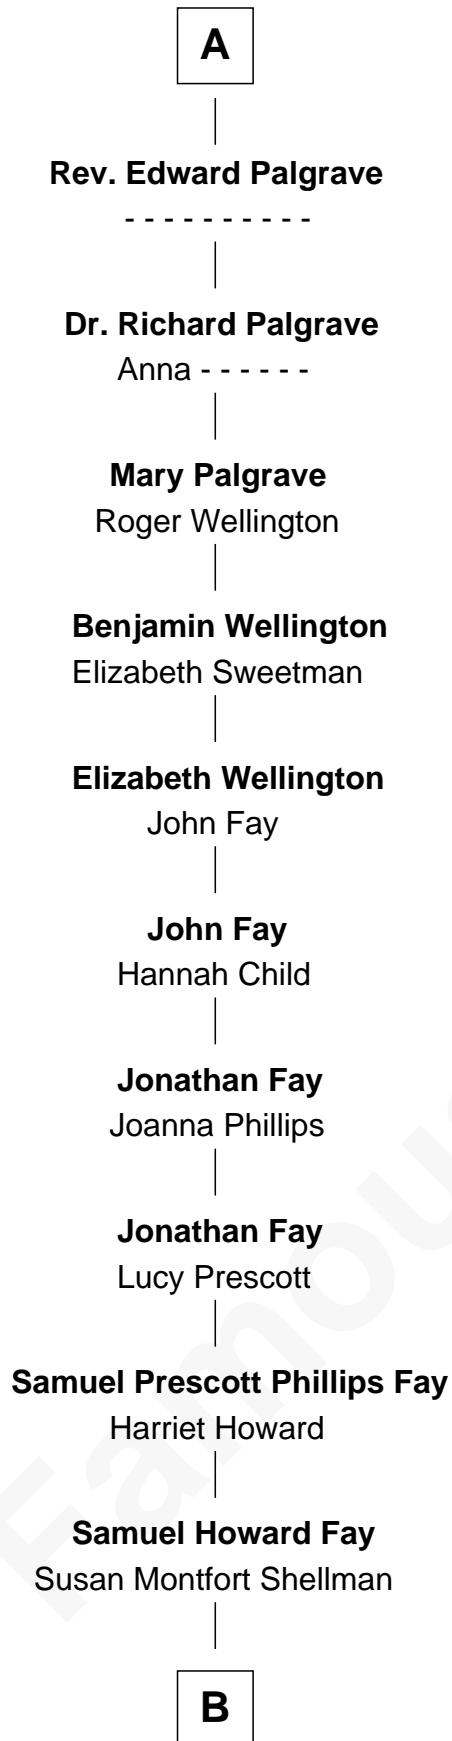 A
Rev. Edward Palgrave
- - - - - - - - - -
Dr. Richard Palgrave
Anna - - - - - -
Mary Palgrave
Roger Wellington
Benjamin Wellington
Elizabeth Sweetman
Elizabeth Wellington
John Fay
John Fay
Hannah Child
Jonathan Fay
Joanna Phillips
Jonathan Fay
Lucy Prescott
Samuel Prescott Phillips Fay
Harriet Howard
Samuel Howard Fay
Susan Montfort Shellman
B
Famous